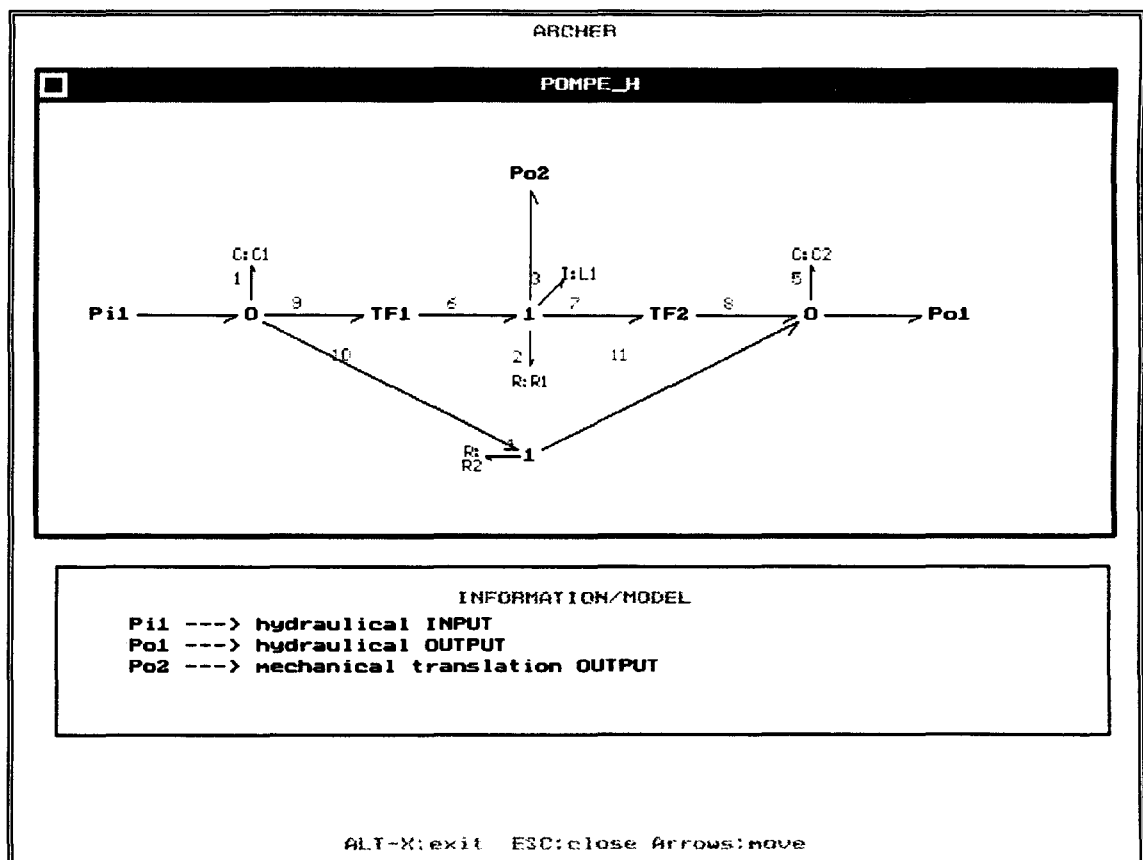 ARCHER
POMPE_H
Po2
C:C1
C:C2
1
3
I:L1
5
9
6
7
8
Pi1
0
TF1
1
TF2
0
Po1
10
2
11
R:R1
R:
4
1
R2
INFORMATION/MODEL
Pi1 ---> hydraulical INPUT
Po1 ---> hydraulical OUTPUT
Po2 ---> mechanical translation OUTPUT
ALT-X:exit ESC:close Arrows:move